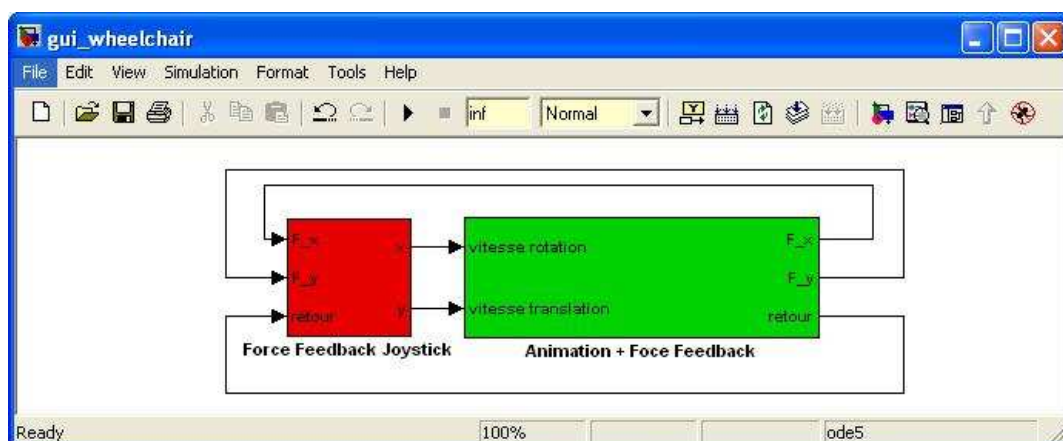 gui_wheelchair
File Edit View Simulation Format Tools Help
inf Normal
F_x x vitesse rotation F_x
F_y F_y
retour y vitesse translation retour
Force Feedback Joystick Animation + Foce Feedback
Ready 100% ode5